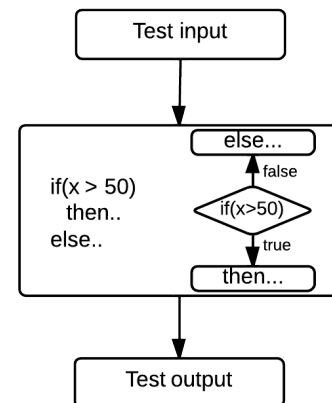 Test input
if(x > 50)
then..
else..
else...
false
if(x>50)
true
then...
Test output